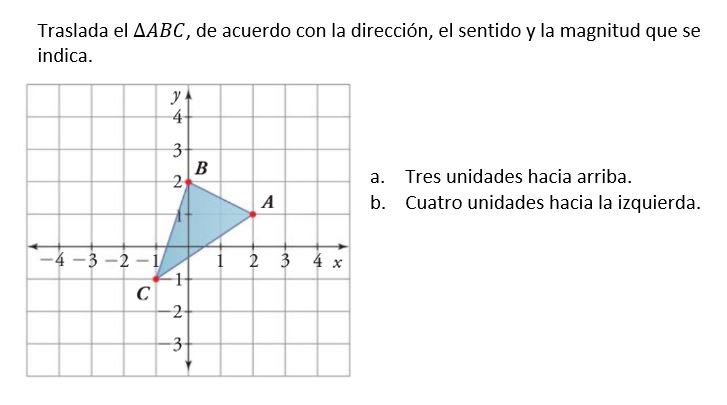 Traslada el ΔABC, de acuerdo con la dirección, el sentido y la magnitud que se
indica.
y
4
3
B
2
A
1
−4 −3 −2 −1 1 2 3 4 x
C
−1
−2
−3
a. Tres unidades hacia arriba.
b. Cuatro unidades hacia la izquierda.